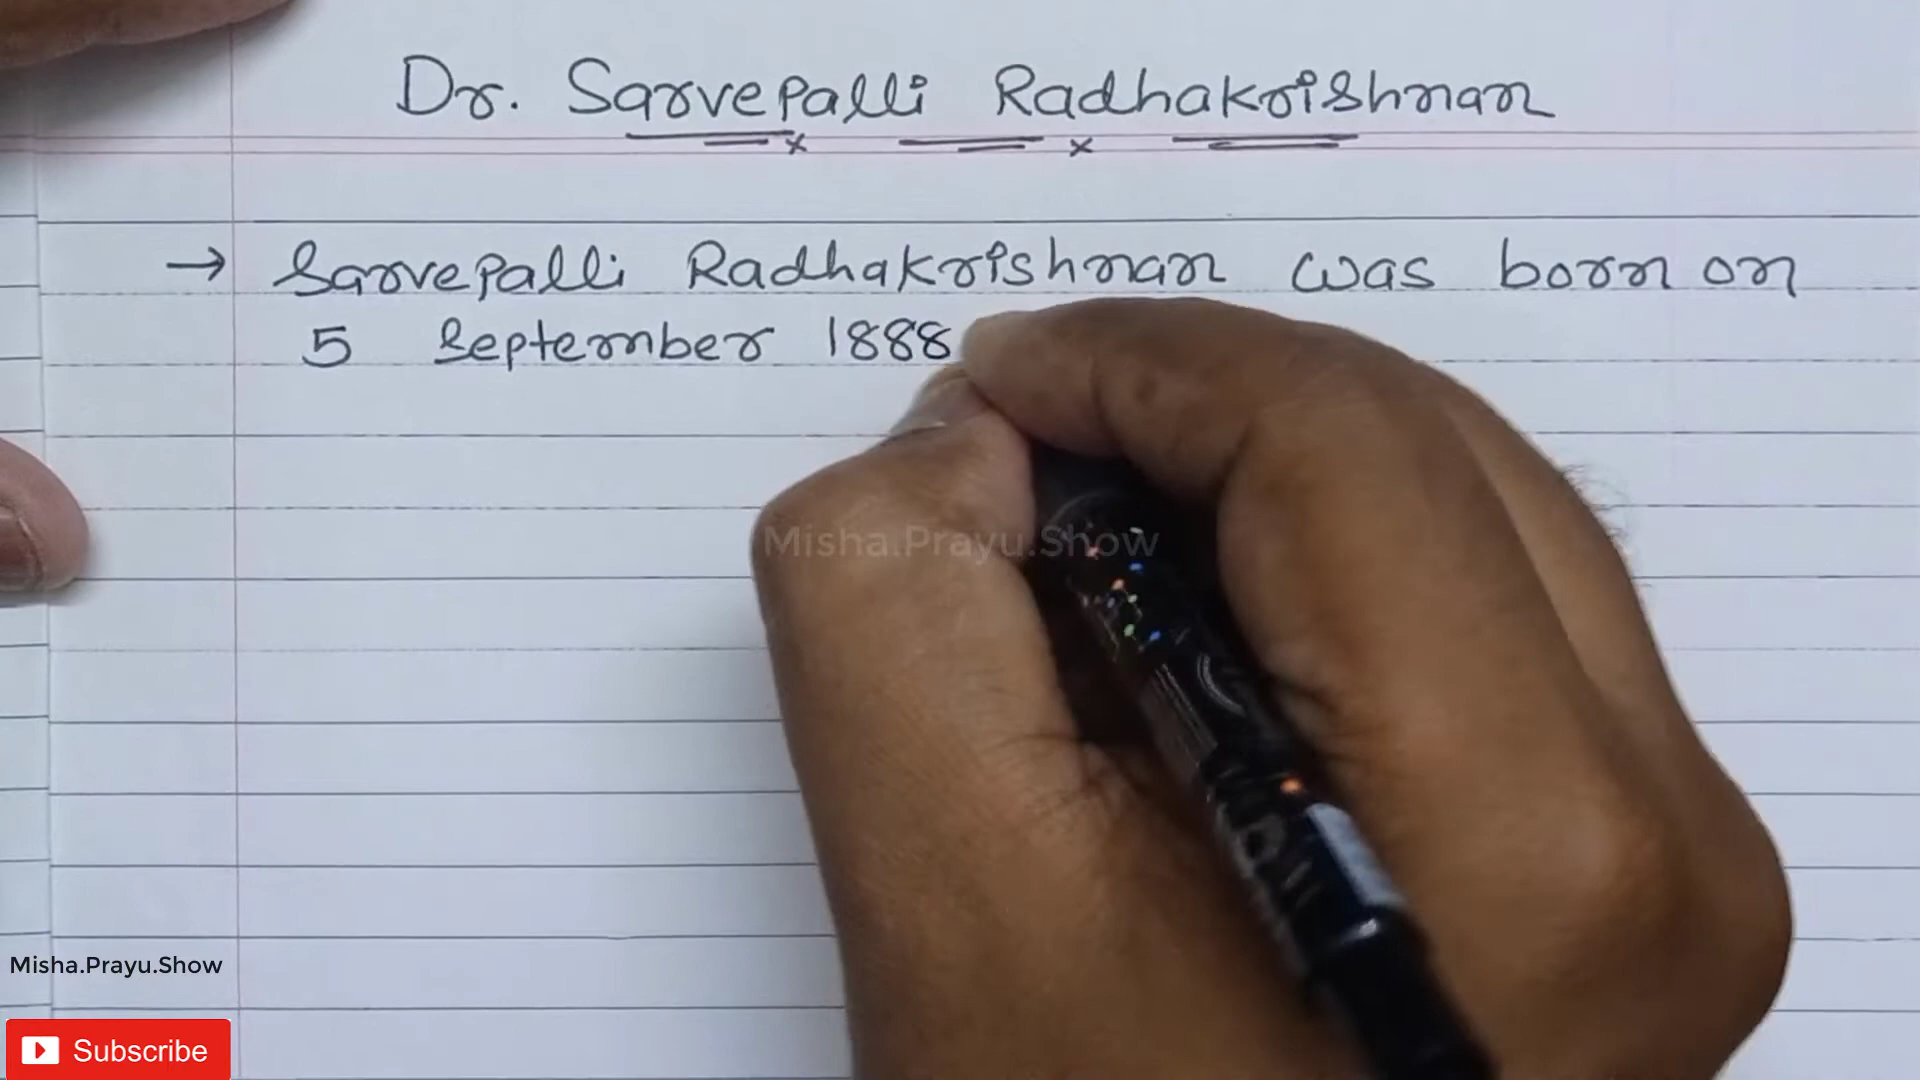 Dr. Sarvepalli Radhakrishnan
→ Sarvepalli Radhakrishnan was born on
5 September 1888
Misha.Prayu.Show
Misha.Prayu.Show
Subscribe